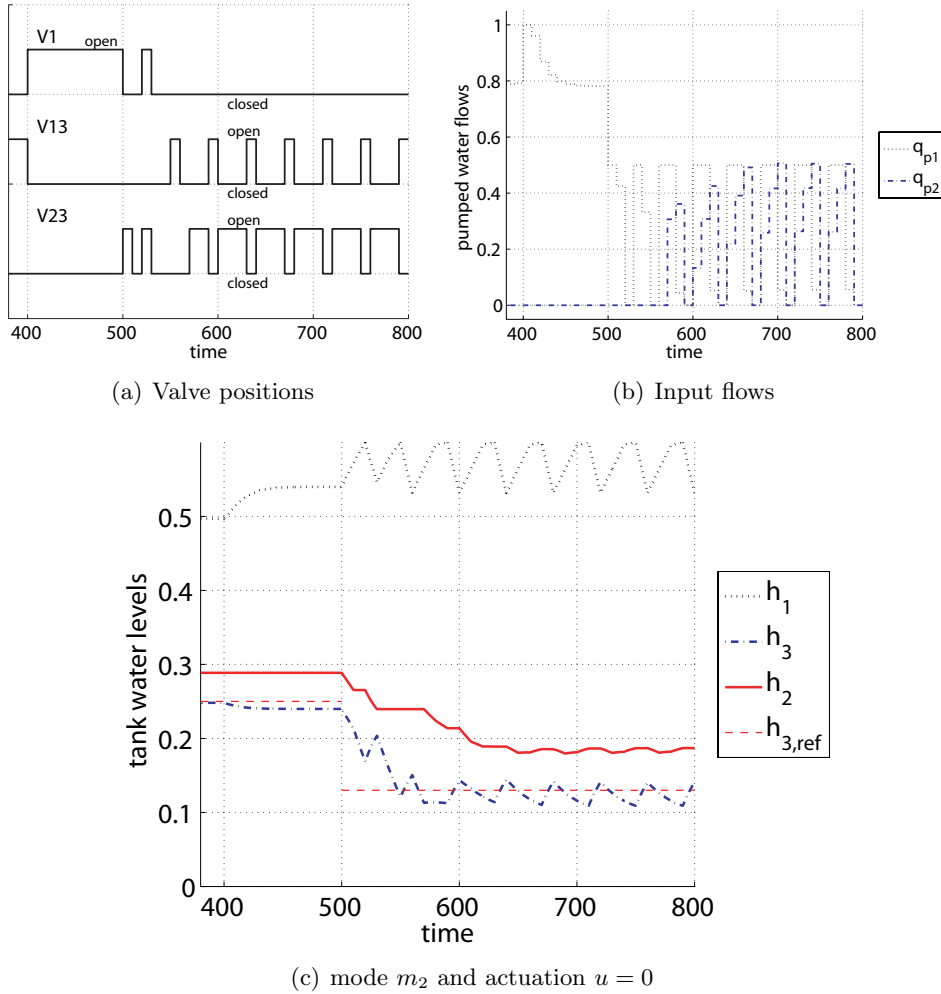 V1
open
closed
V13
open
closed
V23
open
closed
400 500 600 700 800
time
(a) Valve positions
pumped water flows
1
0.8
0.6
0.4
0.2
0
400 500 600 700 800
time
q_p1
q_p2
(b) Input flows
tank water levels
0.5
0.4
0.3
0.2
0.1
0
400 500 600 700 800
time
h_1
h_3
h_2
h_3,ref
(c) mode m_2 and actuation u = 0